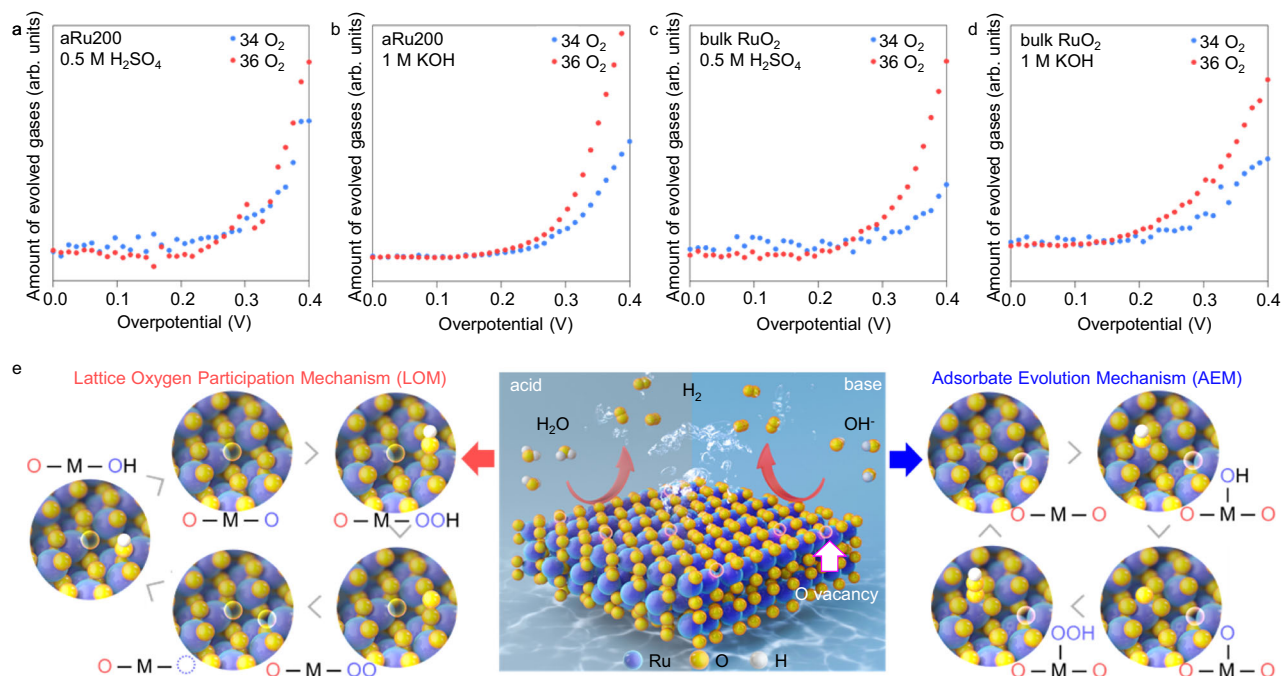 a
aRu200
0.5 M H₂SO₄
34 O₂
36 O₂
Amount of evolved gases (arb. units)
0.0 0.1 0.2 0.3 0.4
Overpotential (V)
b
aRu200
1 M KOH
34 O₂
36 O₂
Amount of evolved gases (arb. units)
0.0 0.1 0.2 0.3 0.4
Overpotential (V)
c
bulk RuO₂
0.5 M H₂SO₄
34 O₂
36 O₂
Amount of evolved gases (arb. units)
0.0 0.1 0.2 0.3 0.4
Overpotential (V)
d
bulk RuO₂
1 M KOH
34 O₂
36 O₂
Amount of evolved gases (arb. units)
0.0 0.1 0.2 0.3 0.4
Overpotential (V)
e
Lattice Oxygen Participation Mechanism (LOM)
O – M – OH
O – M – O
O – M – OOH
O – M –
O – M – OO
acid
base
H₂
H₂O
OH⁻
O vacancy
Ru O H
Adsorbate Evolution Mechanism (AEM)
O – M – O
OH
O – M – O
OOH
O – M – O
O
O – M – O